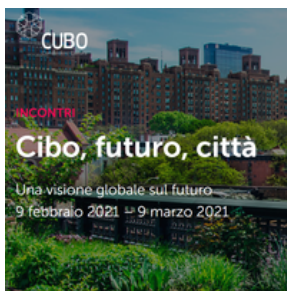 CUBO
INCONTRI
Cibo, futuro, città
Una visione globale sul futuro
9 febbraio 2021 – 9 marzo 2021